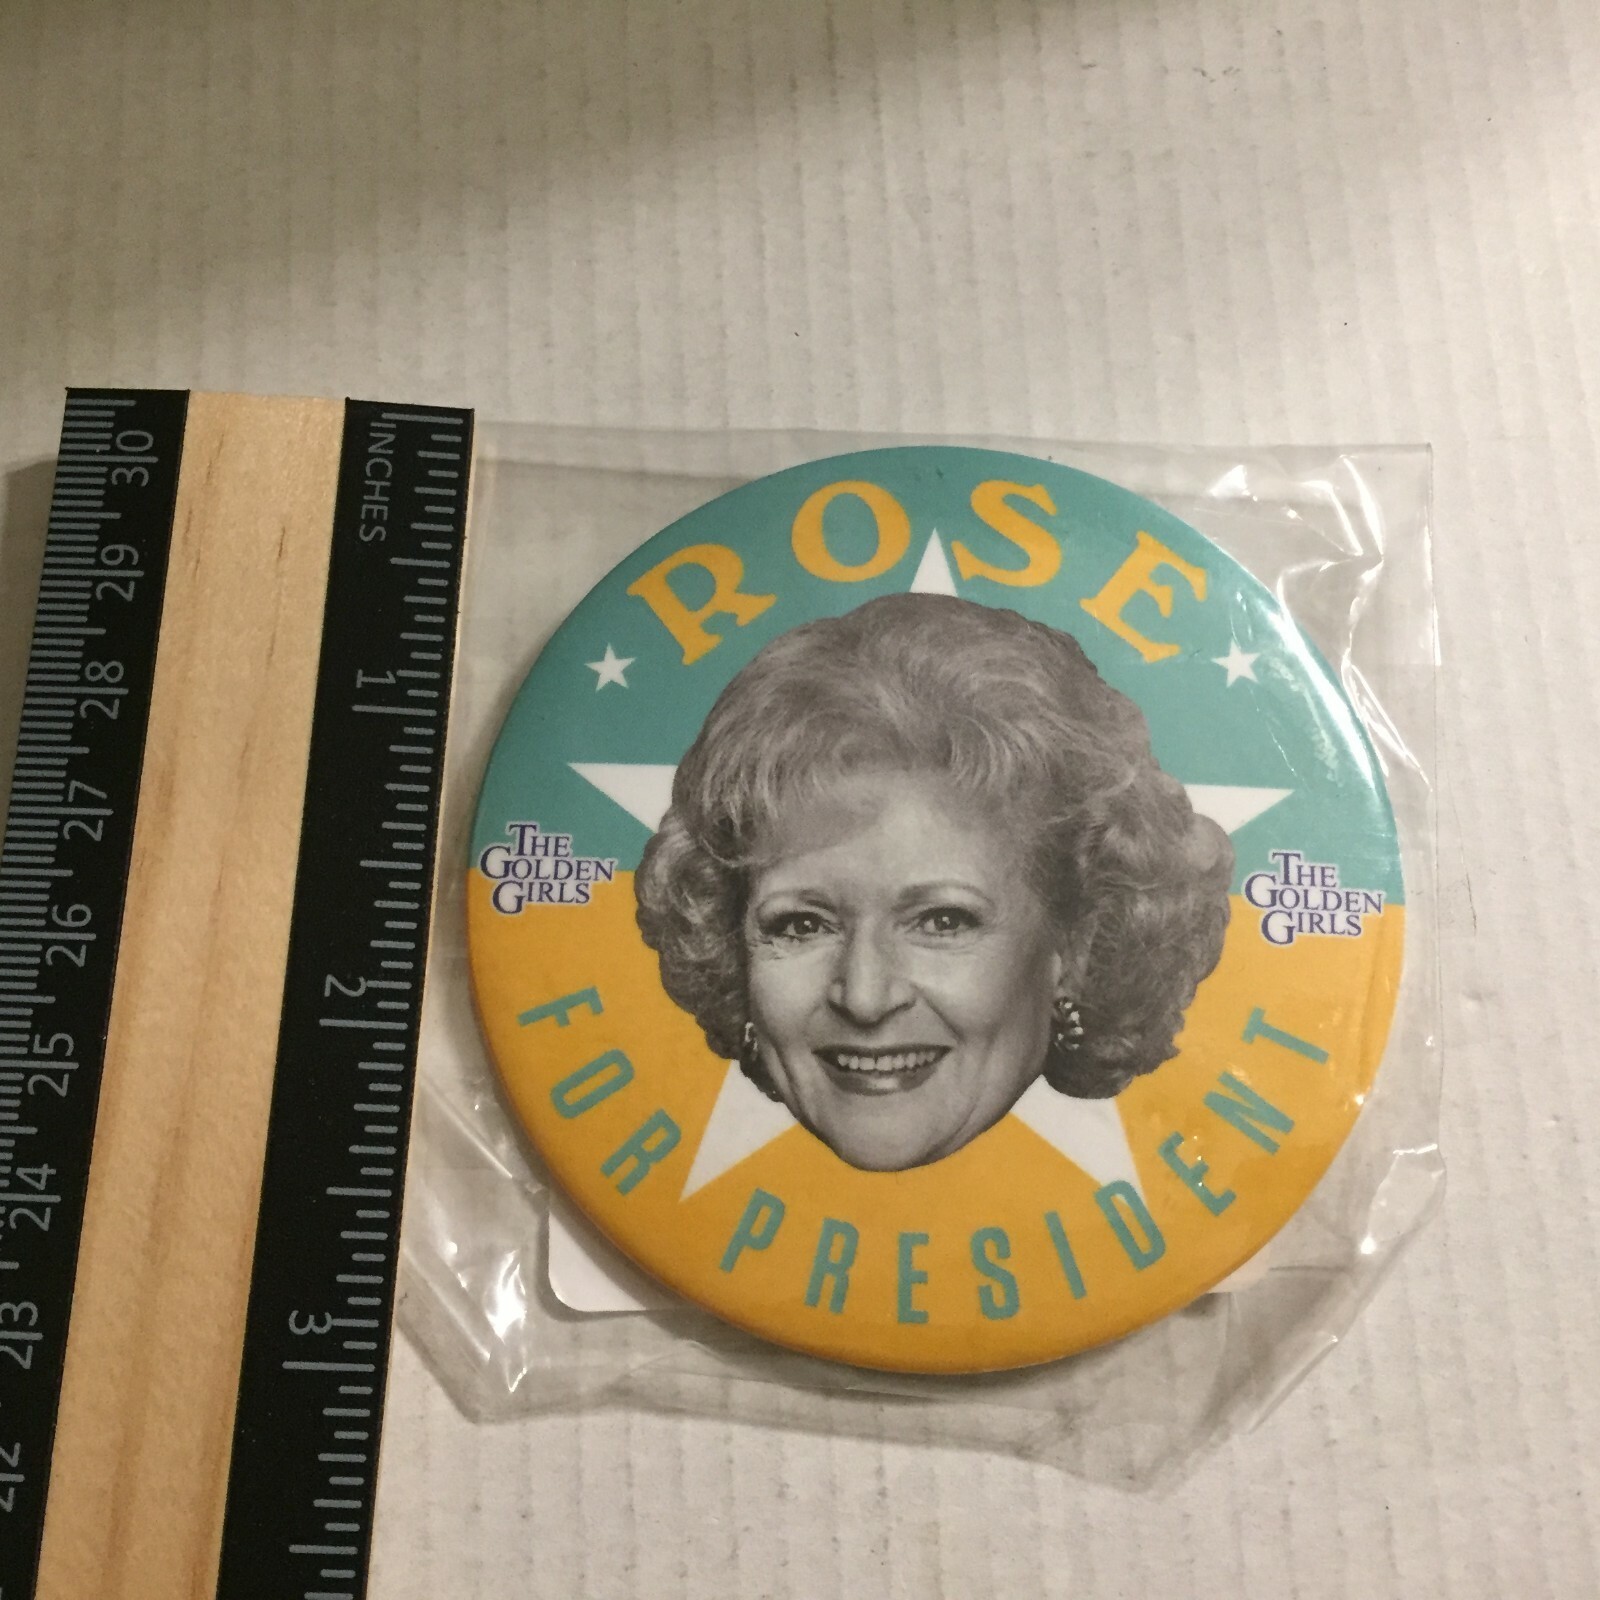 30
29
28
27
26
25
24
23
22
INCHES
1
2
3
ROSE
THE
GOLDEN
GIRLS
THE
GOLDEN
GIRLS
FOR PRESIDENT